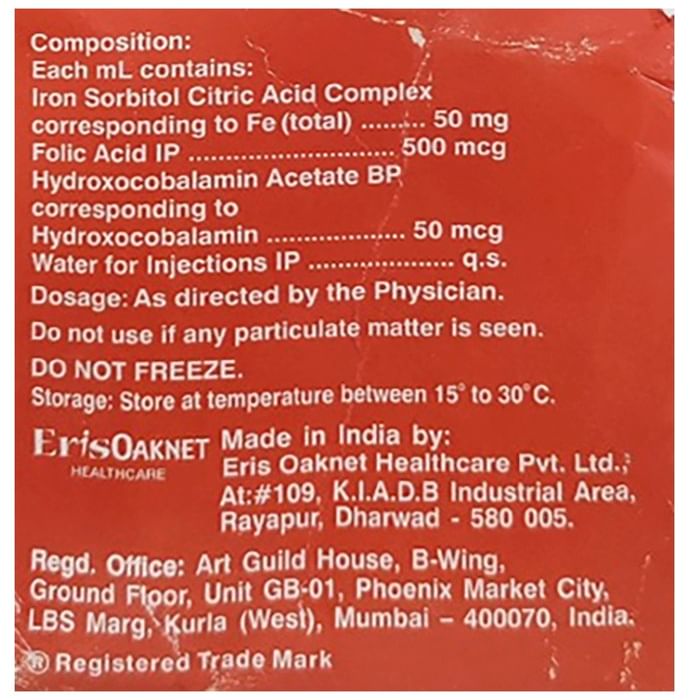 Composition:
Each mL contains:
Iron Sorbitol Citric Acid Complex
corresponding to Fe (total) ......... 50 mg
Folic Acid IP ............................. 500 mcg
Hydroxocobalamin Acetate BP
corresponding to
Hydroxocobalamin .................... 50 mcg
Water for Injections IP ..................... q.s.
Dosage: As directed by the Physician.
Do not use if any particulate matter is seen.
DO NOT FREEZE.
Storage: Store at temperature between 15° to 30°C.
ErisOAKNET
HEALTHCARE
Made in India by:
Eris Oaknet Healthcare Pvt. Ltd.,
At:#109, K.I.A.D.B Industrial Area,
Rayapur, Dharwad - 580 005.
Regd. Office: Art Guild House, B-Wing,
Ground Floor, Unit GB-01, Phoenix Market City,
LBS Marg, Kurla (West), Mumbai – 400070, India.
® Registered Trade Mark